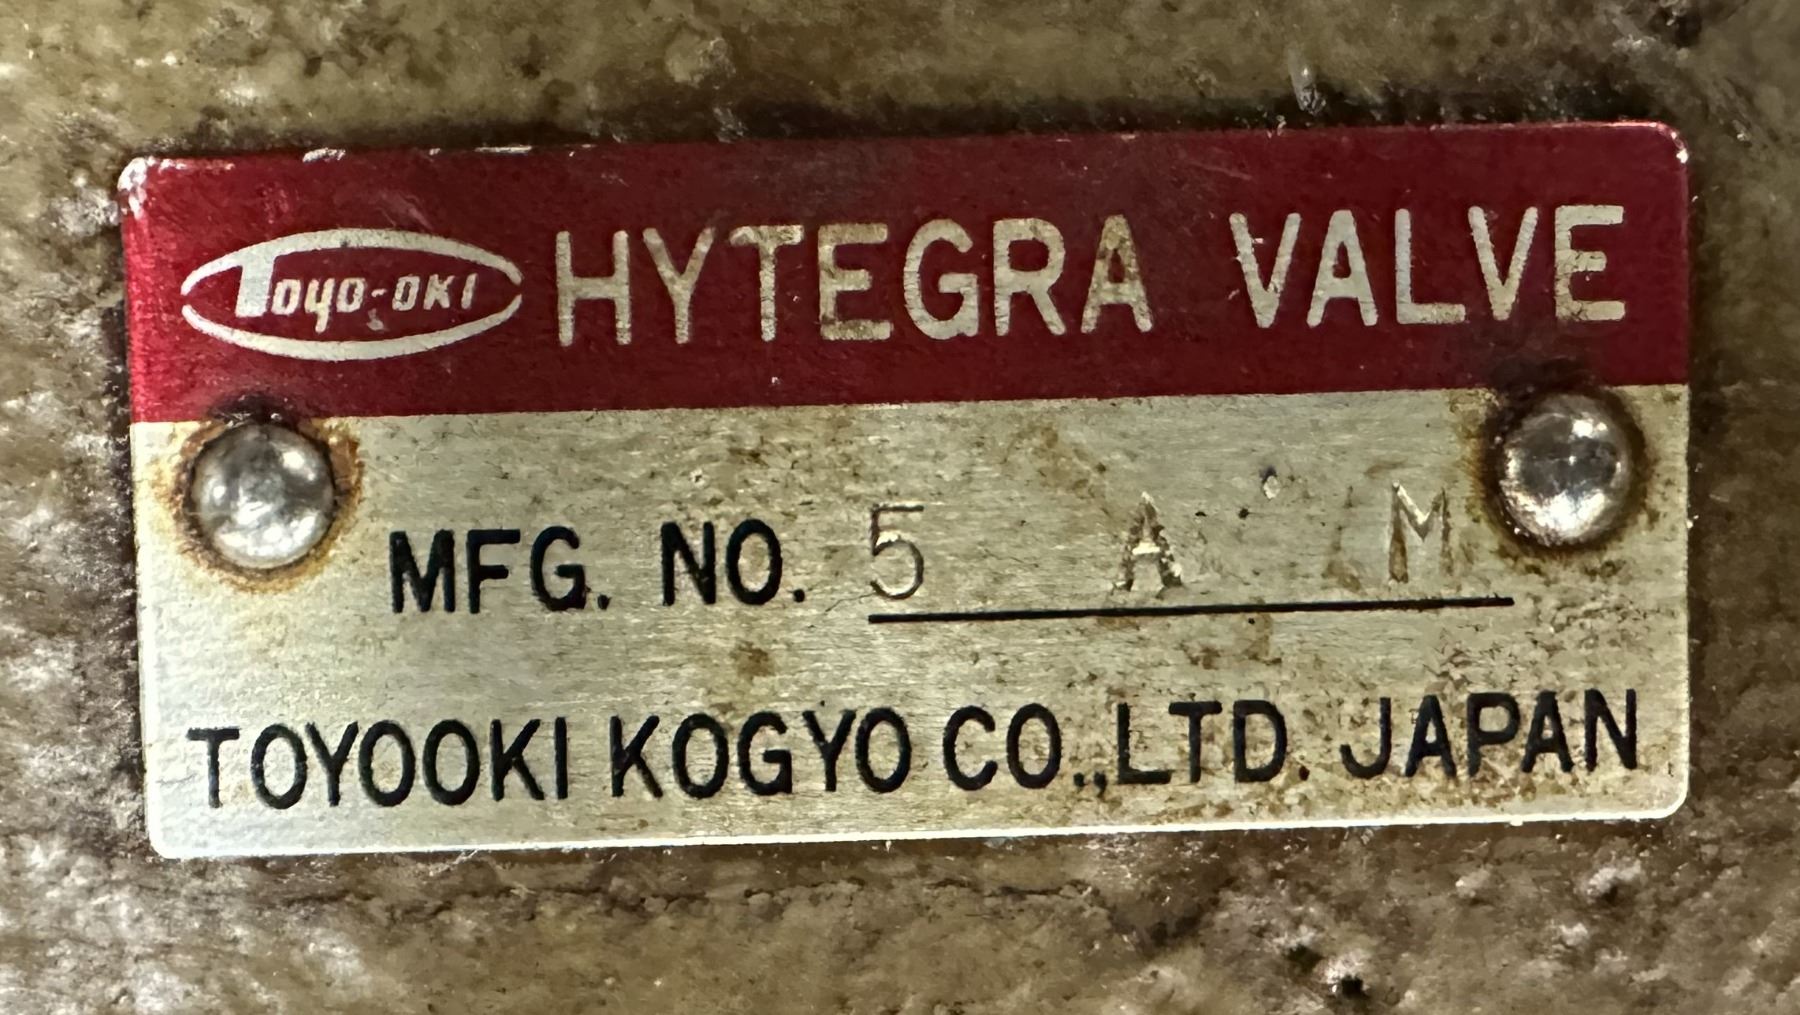 TOYO-OKI HYTEGRA VALVE
MFG. NO. 5 A M
TOYOOKI KOGYO CO.,LTD. JAPAN